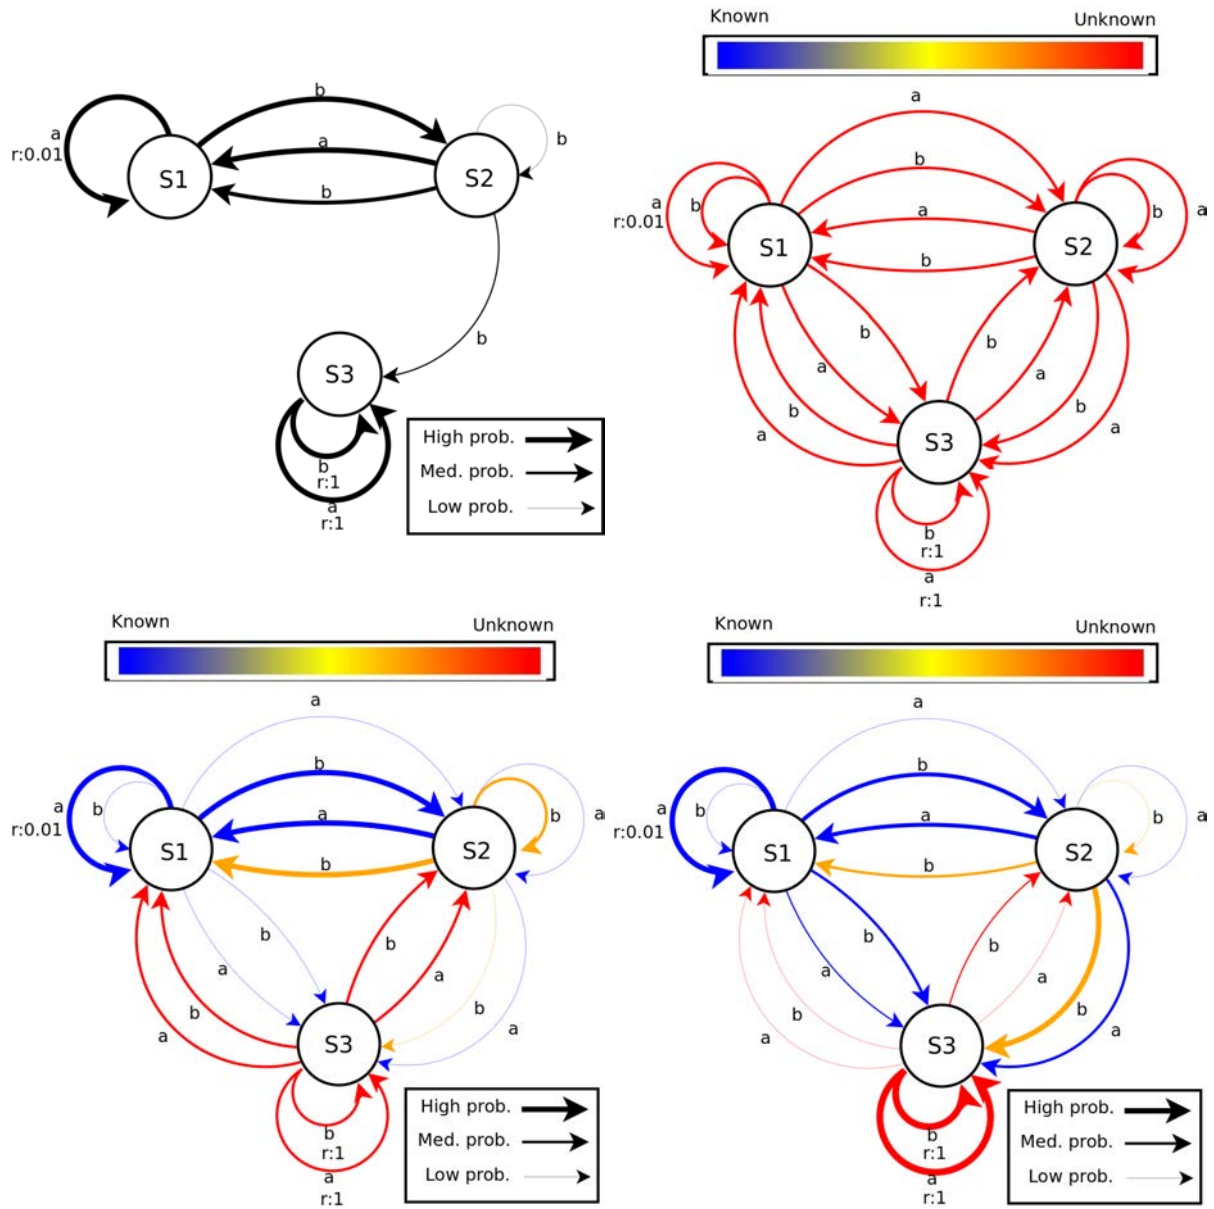 b
a
r:0.01
S1
a
b
S2
b
b
S3
b
r:1
a
r:1
High prob.
Med. prob.
Low prob.
Known Unknown
a
b
a
r:0.01
b
S1
a
b
S2
b
a
b
a
b
a
b
a
b
a
S3
b
r:1
a
r:1
Known Unknown
a
b
a
r:0.01
b
S1
a
b
S2
b
a
b
a
b
a
b
a
b
a
S3
b
r:1
a
r:1
High prob.
Med. prob.
Low prob.
Known Unknown
a
b
a
r:0.01
b
S1
a
b
S2
b
a
b
a
b
a
b
a
b
a
S3
b
r:1
a
r:1
High prob.
Med. prob.
Low prob.